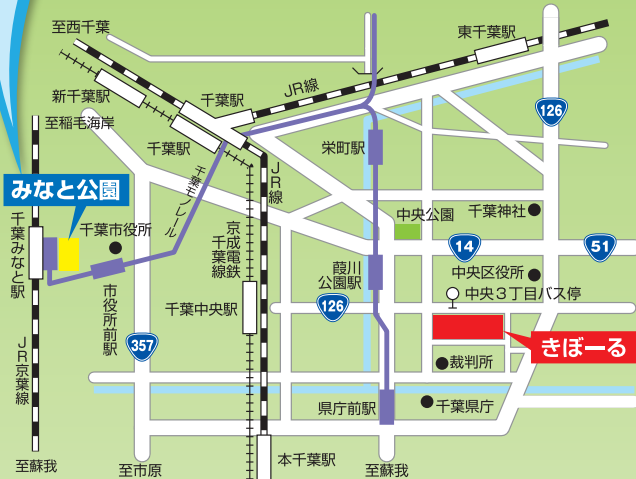 至西千葉
東千葉駅
JR線
新千葉駅
千葉駅
126
至稲毛海岸
千葉駅
栄町駅
みなと公園
千葉モノレール
JR線
中央公園
千葉神社
千葉市役所
千葉みなと駅
京成電鉄
千葉線
14
51
葭川
公園駅
中央区役所
中央3丁目バス停
市役所前駅
千葉中央駅
126
357
きぼーる
JR京葉線
裁判所
県庁前駅
千葉県庁
本千葉駅
至蘇我
至市原
至蘇我